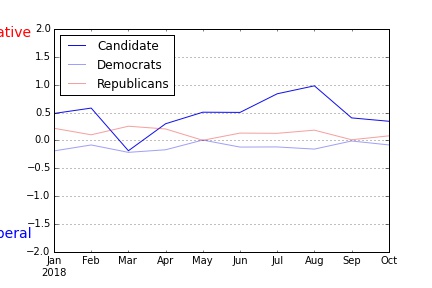 2.0
ative
1.5
1.0
0.5
0.0
−0.5
−1.0
−1.5
beral
−2.0
Candidate
Democrats
Republicans
Jan Feb Mar Apr May Jun Jul Aug Sep Oct
2018